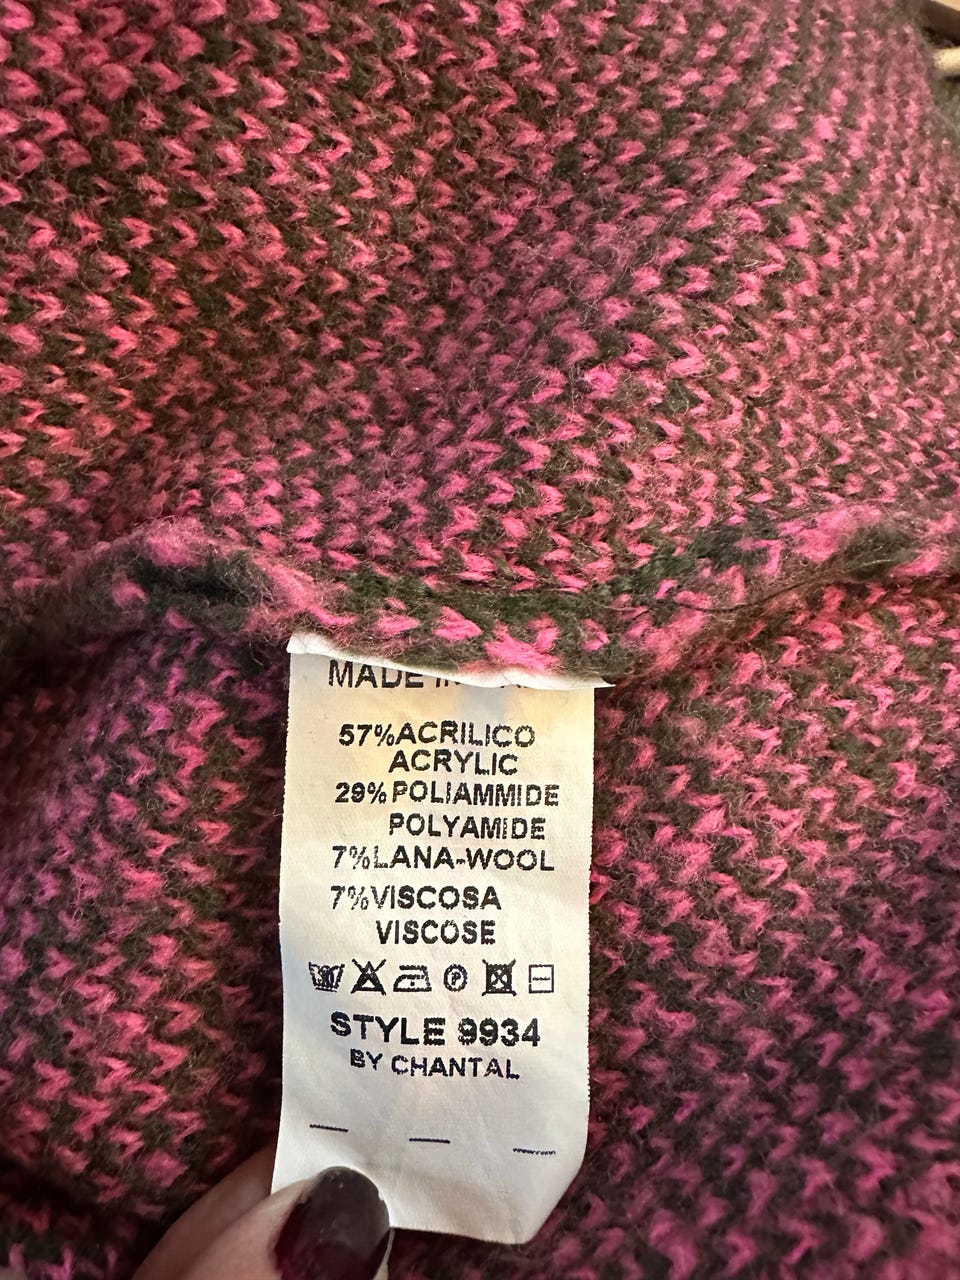 MADE IN
57%ACRILICO
ACRYLIC
29%POLIAMMIDE
POLYAMIDE
7%LANA-WOOL
7%VISCOSA
VISCOSE
P
STYLE 9934
BY CHANTAL